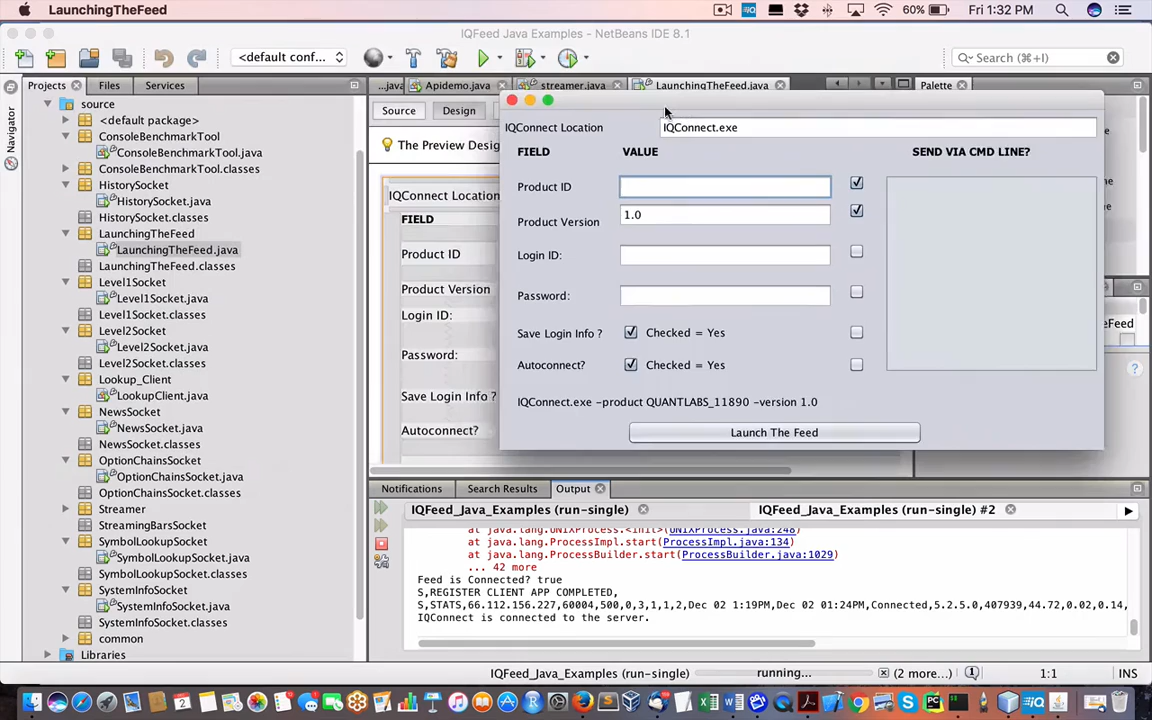 LaunchingTheFeed
60%
Fri 1:32 PM
IQFeed Java Examples - NetBeans IDE 8.1
<default conf...
Search (⌘+I)
Projects
Files
Services
...java
Apidemo.java
streamer.java
LaunchingTheFeed.java
Palette
Navigator
source
<default package>
ConsoleBenchmarkTool
ConsoleBenchmarkTool.java
ConsoleBenchmarkTool.classes
HistorySocket
HistorySocket.java
HistorySocket.classes
LaunchingTheFeed
LaunchingTheFeed.java
LaunchingTheFeed.classes
Level1Socket
Level1Socket.java
Level1Socket.classes
Level2Socket
Level2Socket.java
Level2Socket.classes
Lookup_Client
LookupClient.java
NewsSocket
NewsSocket.java
NewsSocket.classes
OptionChainsSocket
OptionChainsSocket.java
OptionChainsSocket.classes
Streamer
StreamingBarsSocket
SymbolLookupSocket
SymbolLookupSocket.java
SymbolLookupSocket.classes
SystemInfoSocket
SystemInfoSocket.java
SystemInfoSocket.classes
common
Libraries
Source
Design
The Preview Desig
IQConnect Location
FIELD
Product ID
Product Version
Login ID:
Password:
Save Login Info ?
Autoconnect?
IQConnect Location
IQConnect.exe
FIELD
VALUE
SEND VIA CMD LINE?
Product ID
Product Version
1.0
Login ID:
Password:
Save Login Info ?
Checked = Yes
Autoconnect?
Checked = Yes
IQConnect.exe -product QUANTLABS_11890 -version 1.0
Launch The Feed
Feed
Notifications
Search Results
Output
IQFeed_Java_Examples (run-single)
IQFeed_Java_Examples (run-single) #2
at java.lang.UNIXProcess.<init>(UNIXProcess.java:248)
at java.lang.ProcessImpl.start(ProcessImpl.java:134)
at java.lang.ProcessBuilder.start(ProcessBuilder.java:1029)
... 42 more
Feed is Connected? true
S,REGISTER CLIENT APP COMPLETED,
S,STATS,66.112.156.227,60004,500,0,3,1,1,2,Dec 02 1:19PM,Dec 02 01:24PM,Connected,5.2.5.0,407939,44.72,0.02,0.14,
IQConnect is connected to the server.
IQFeed_Java_Examples (run-single)
running...
(2 more...)
1:1
INS